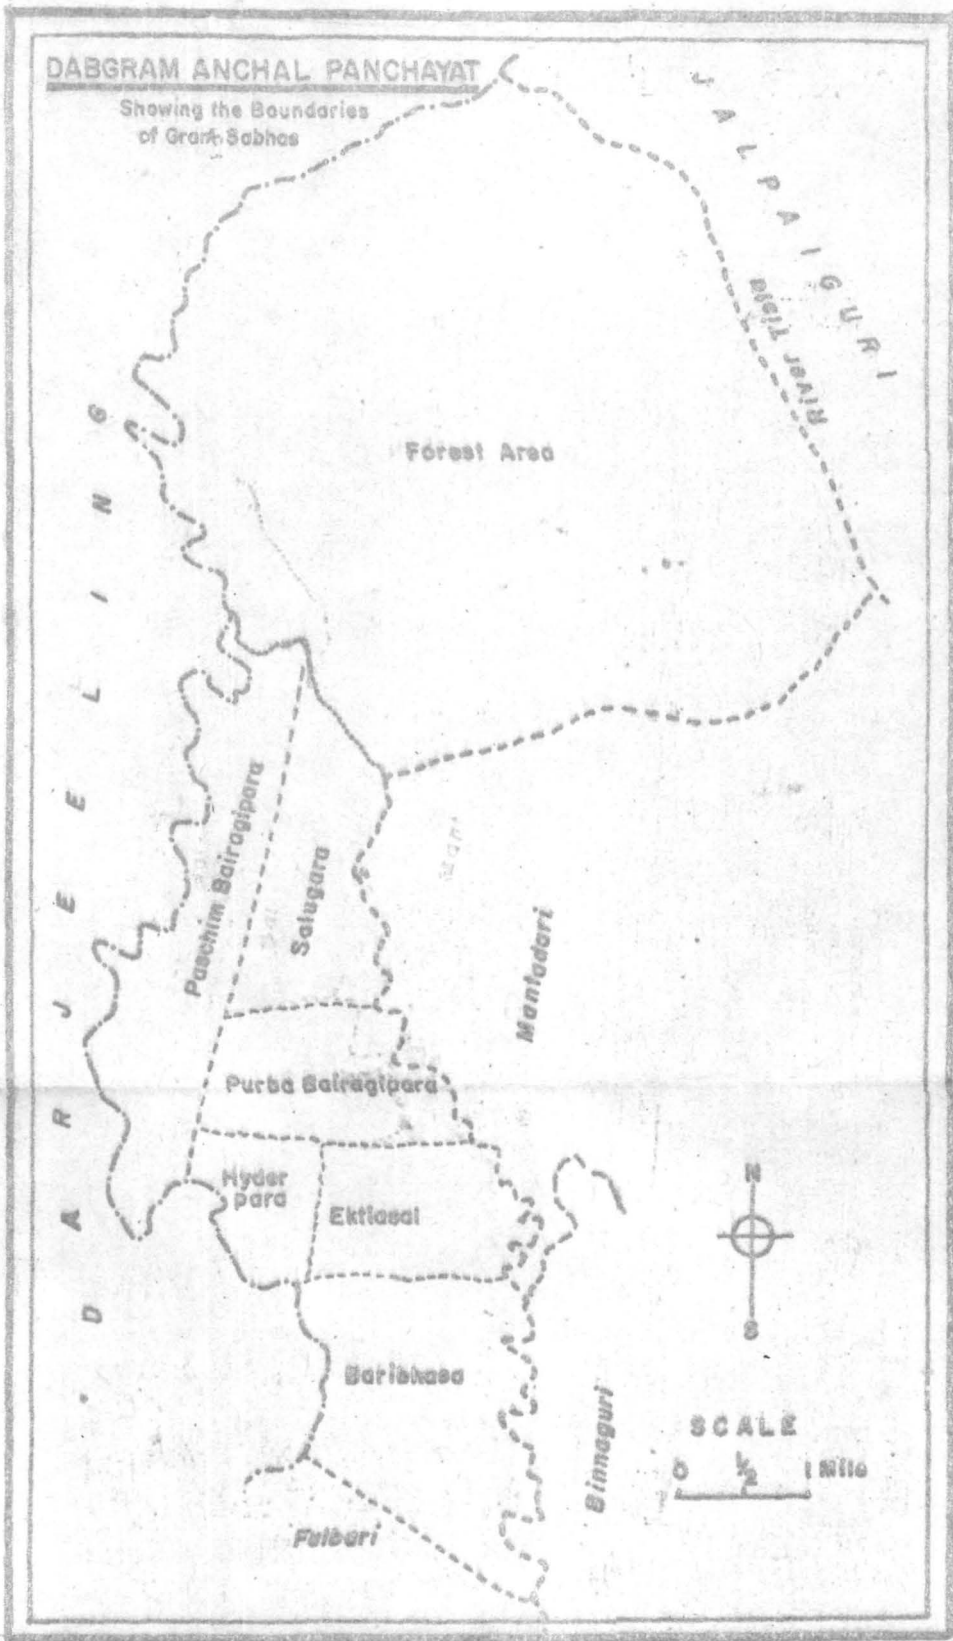 DABGRAM ANCHAL PANCHAYAT
Showing the Boundaries
of Gram Sabhas
JALPAIGURI
River Tista
DARJEELING
Forest Area
Paschim Bairagipara
Salugara
Mantadari
Purba Bairagipara
Hyder
para
Ektiasal
N
S
Baribhasa
Binnaguri
SCALE
0 ½ 1 Mile
Fulbari